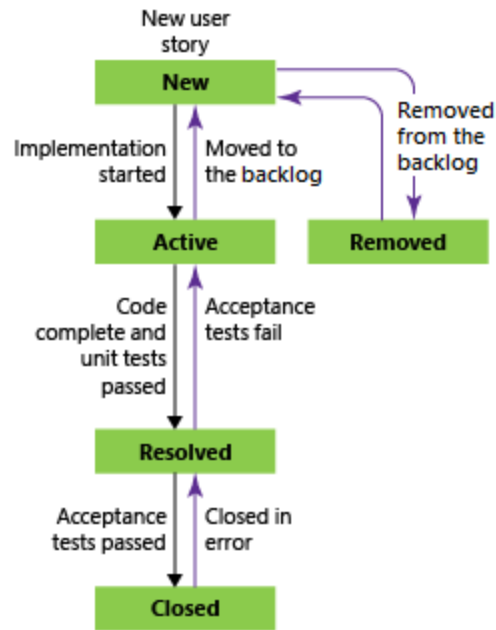 New user
story
New
Removed
from the
backlog
Implementation
started
Moved to
the backlog
Active
Removed
Code
complete and
unit tests
passed
Acceptance
tests fail
Resolved
Acceptance
tests passed
Closed in
error
Closed